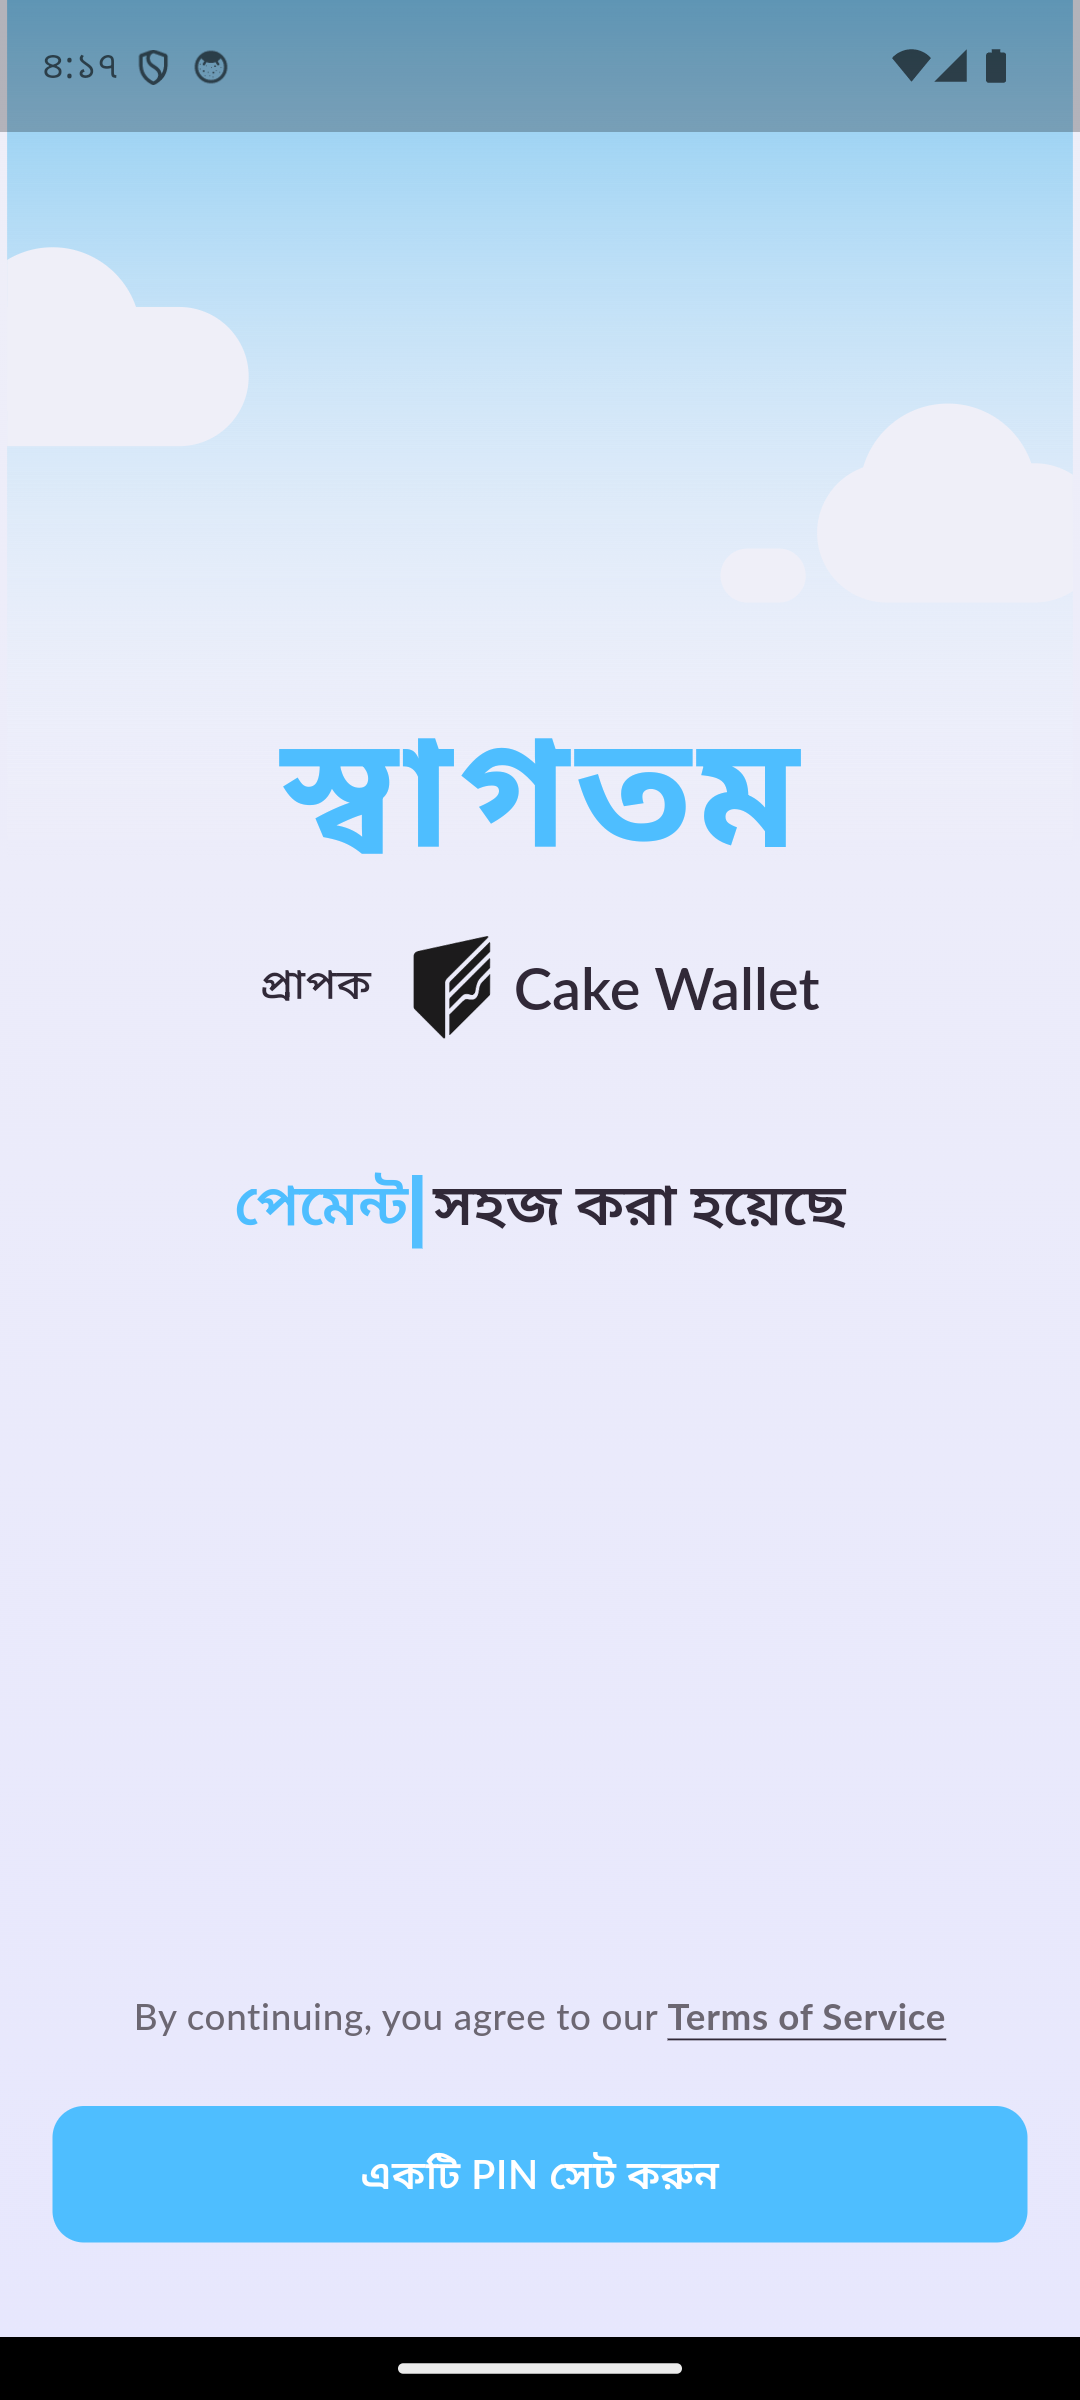 ৪:১৭
স্বাগতম
প্রাপক Cake Wallet
পেমেন্ট সহজ করা হয়েছে
By continuing, you agree to our Terms of Service
একটি PIN সেট করুন